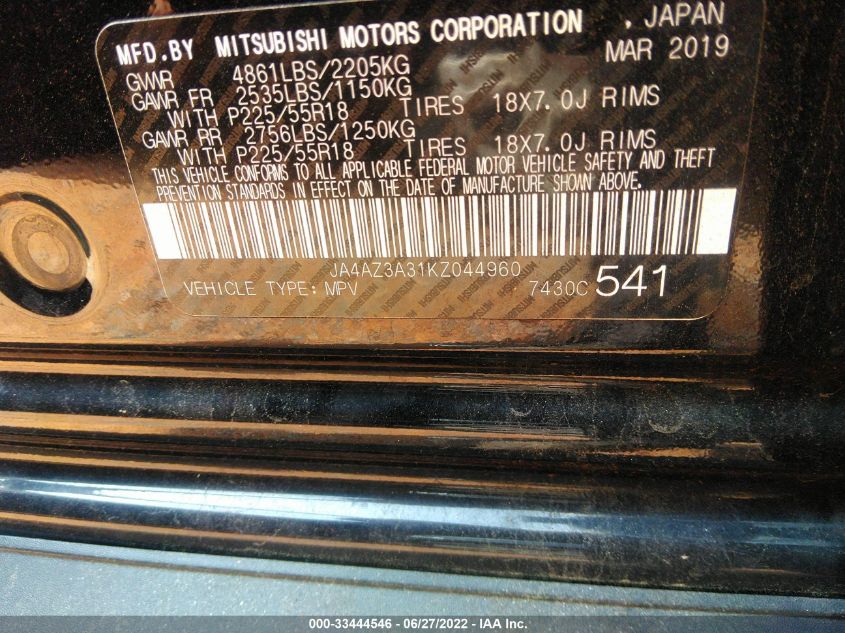 MFD.BY MITSUBISHI MOTORS CORPORATION , JAPAN
MAR 2019
GVWR 4861LBS/2205KG
GAWR FR 2535LBS/1150KG
WITH P225/55R18 TIRES 18X7.0J RIMS
GAWR RR 2756LBS/1250KG
WITH P225/55R18 TIRES 18X7.0J RIMS
THIS VEHICLE CONFORMS TO ALL APPLICABLE FEDERAL MOTOR VEHICLE SAFETY AND THEFT
PREVENTION STANDARDS IN EFFECT ON THE DATE OF MANUFACTURE SHOWN ABOVE.
JA4AZ3A31KZ044960
VEHICLE TYPE: MPV 7430C 541
000-33444546 - 06/27/2022 - © IAA Inc.